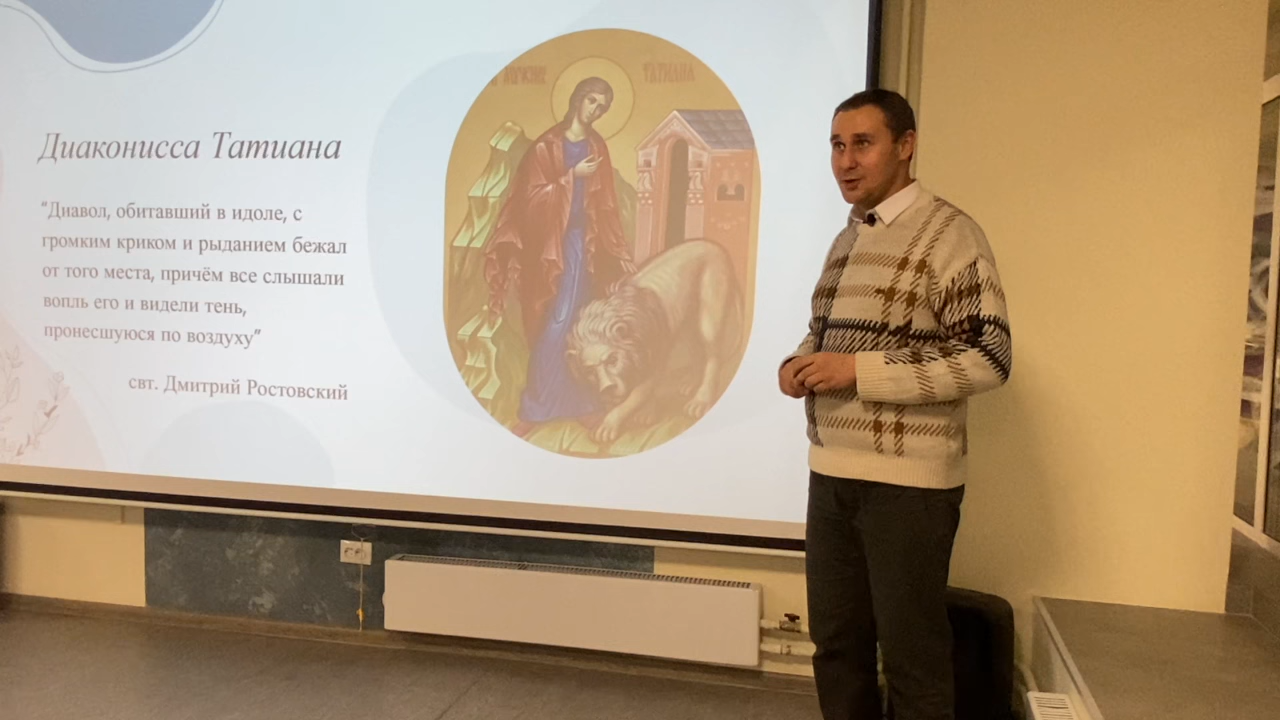 Диаконисса Татиана
“Диавол, обитавший в идоле, с
громким криком и рыданием бежал
от того места, причём все слышали
вопль его и видели тень,
пронесшуюся по воздуху”
свт. Дмитрий Ростовский
ТАТИАНА